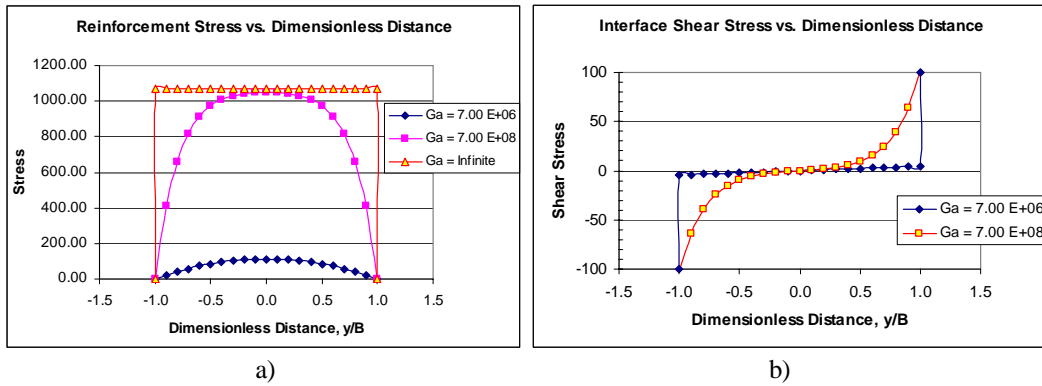 Reinforcement Stress vs. Dimensionless Distance
1200.00
1000.00
800.00
600.00
400.00
200.00
0.00
Stress
-1.5 -1.0 -0.5 0.0 0.5 1.0 1.5
Dimensionless Distance, y/B
Ga = 7.00 E+06
Ga = 7.00 E+08
Ga = Infinite
a)
Interface Shear Stress vs. Dimensionless Distance
100
50
0
-50
-100
Shear Stress
-1.5 -1.0 -0.5 0.0 0.5 1.0 1.5
Dimensionless Distance, y/B
Ga = 7.00 E+06
Ga = 7.00 E+08
b)